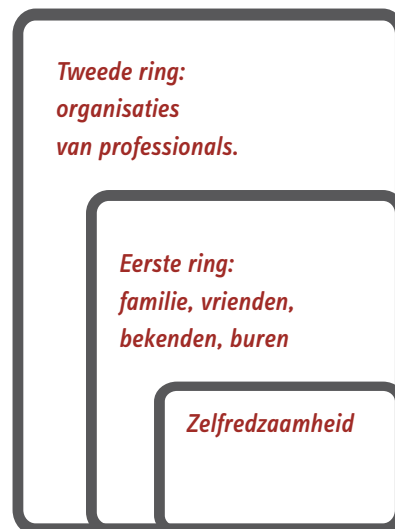 Tweede ring:
organisaties
van professionals.
Eerste ring:
familie, vrienden,
bekenden, buren
Zelfredzaamheid